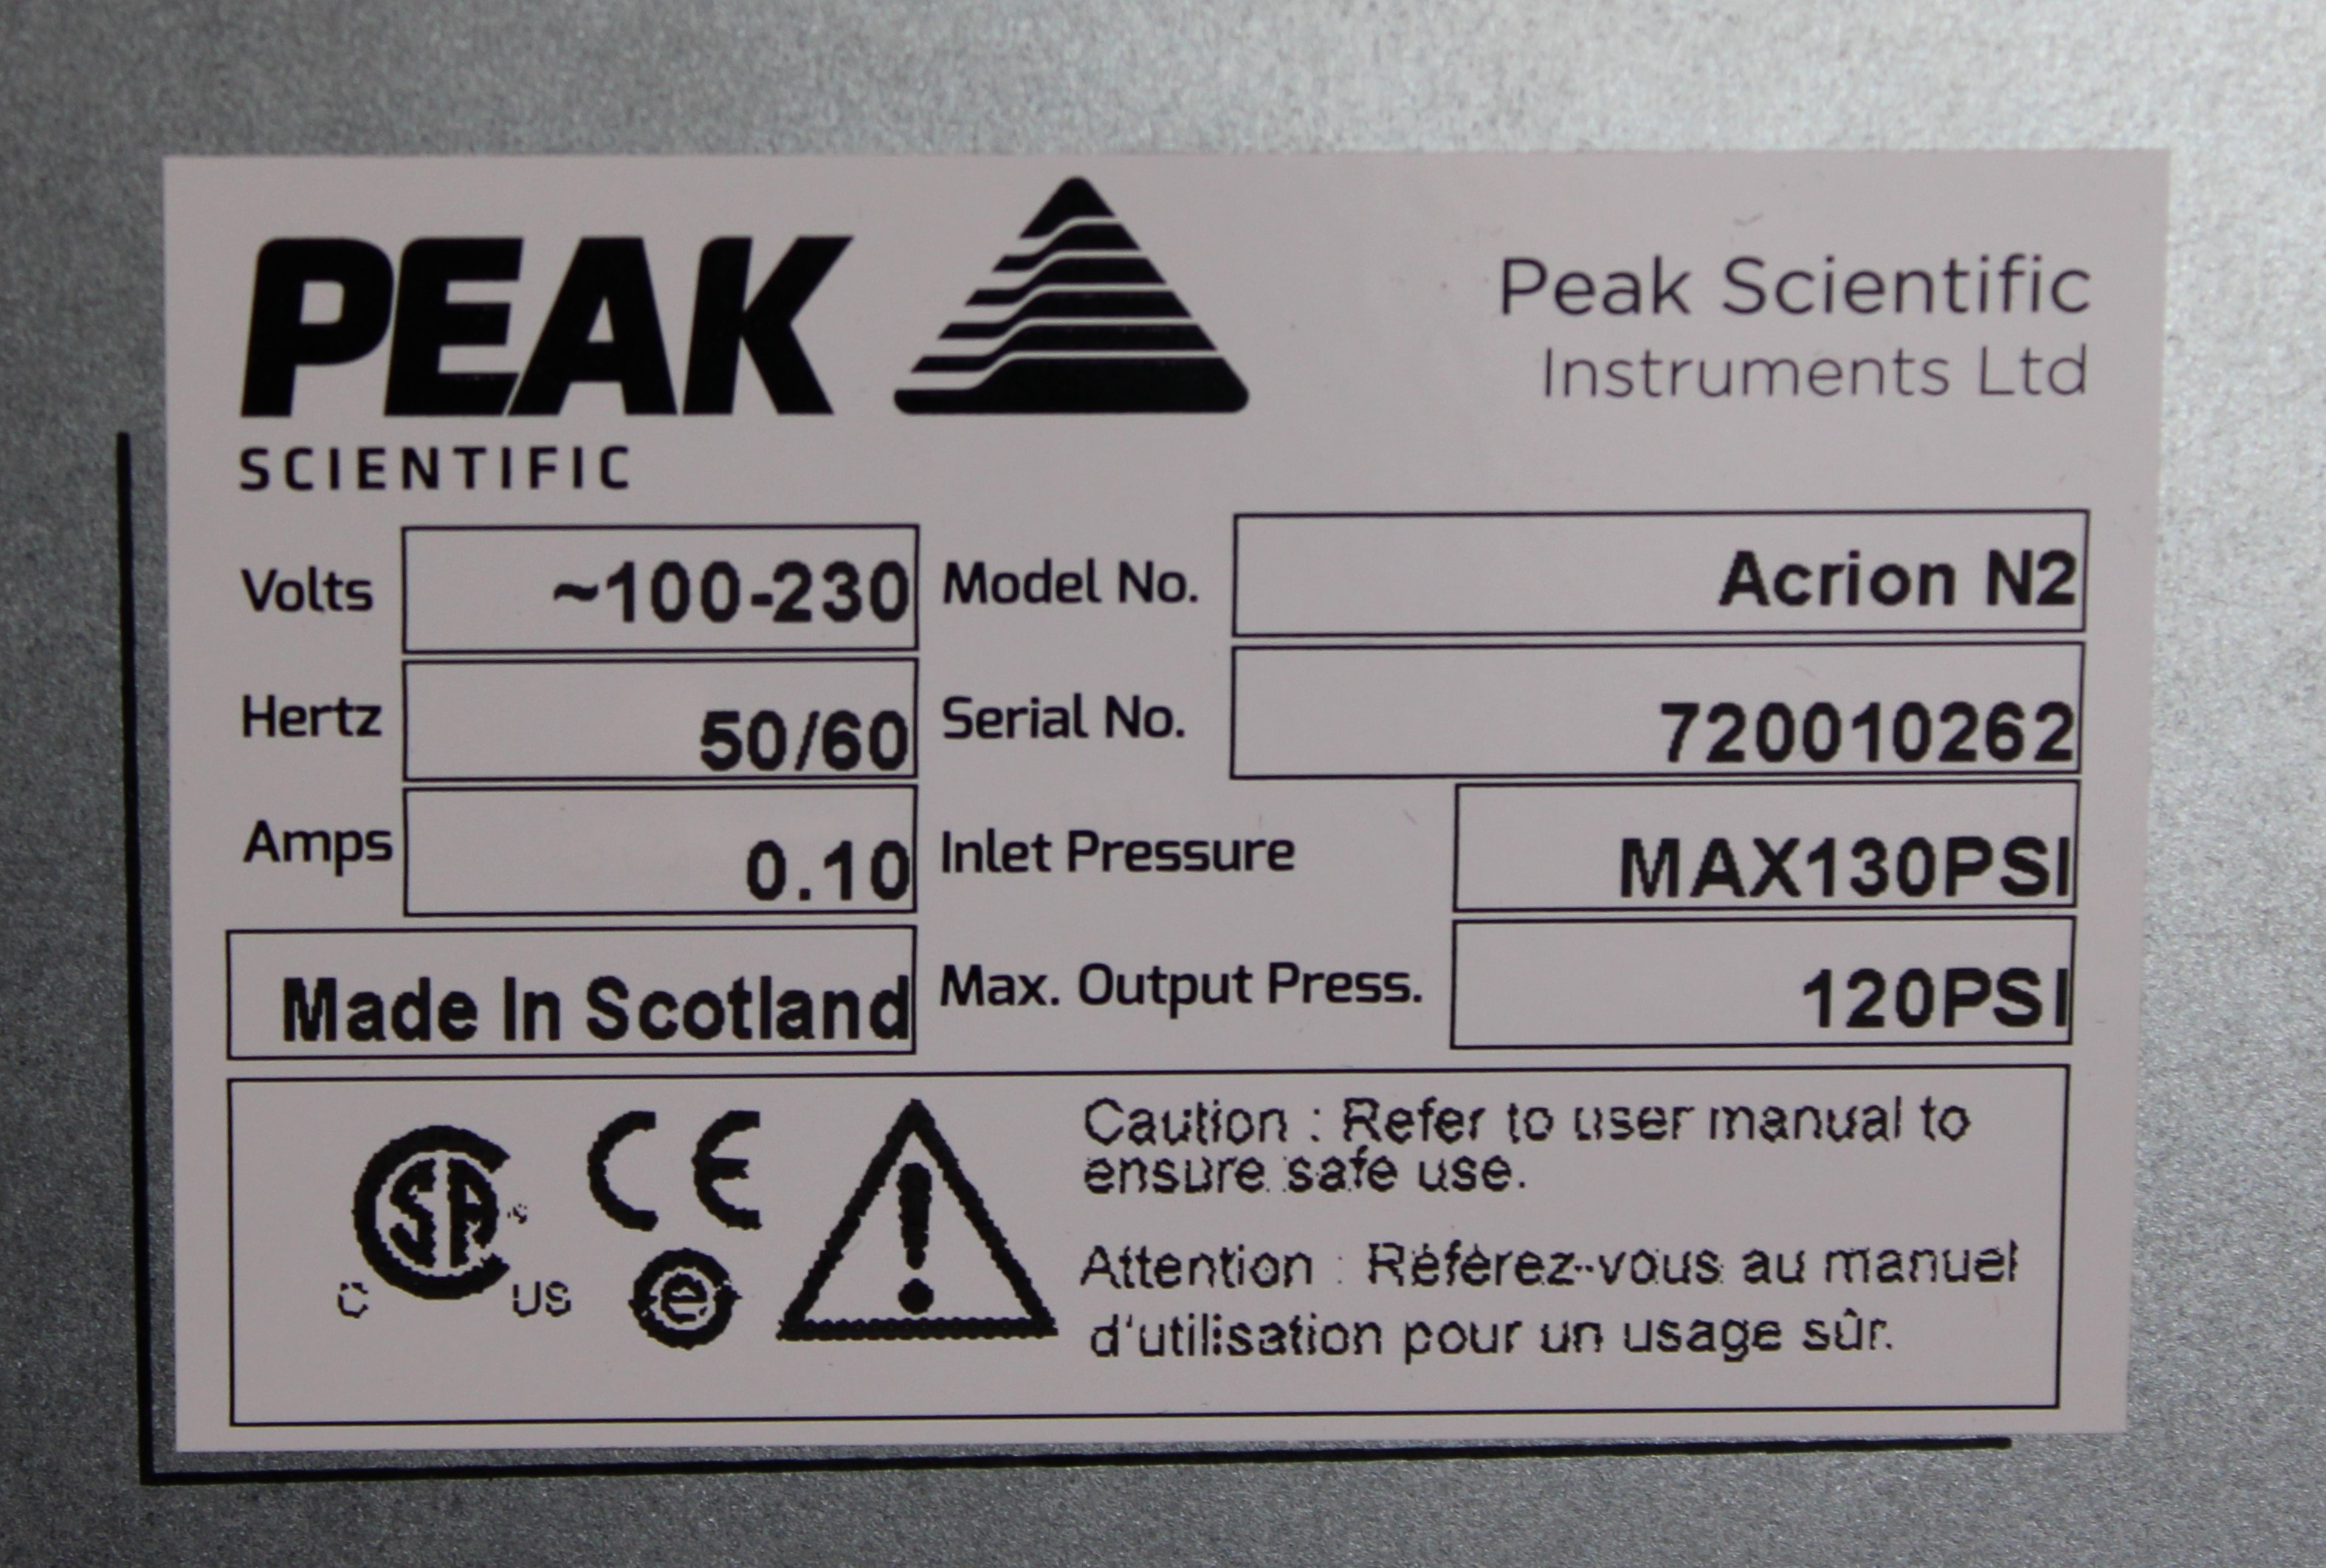 PEAK
SCIENTIFIC
Peak Scientific
Instruments Ltd
Volts ~100-230 Model No. Acrion N2
Hertz 50/60 Serial No. 720010262
Amps 0.10 Inlet Pressure MAX130PSI
Made In Scotland Max. Output Press. 120PSI
CSA
C US
CE
e
!
Caution : Refer to user manual to
ensure safe use.
Attention : Référez-vous au manuel
d'utilisation pour un usage sûr.